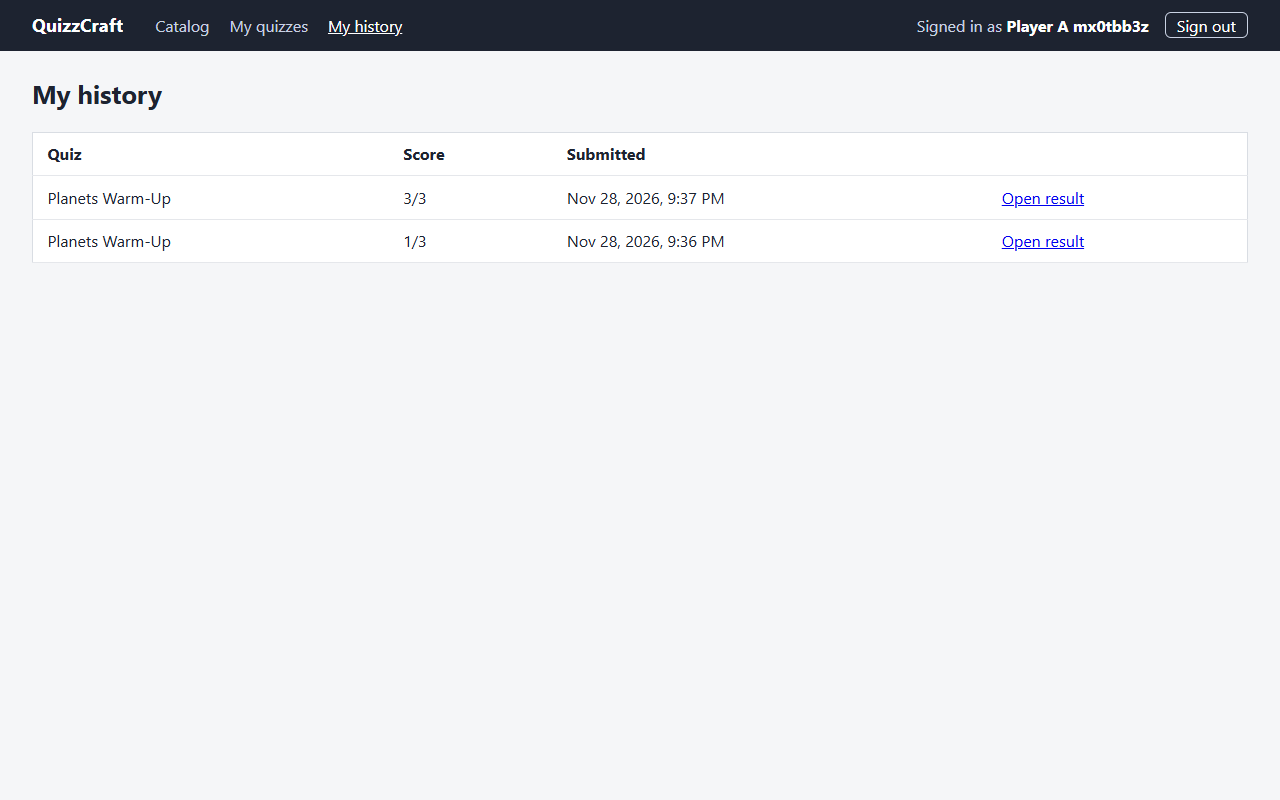 QuizzCraft Catalog My quizzes My history Signed in as Player A mx0tbb3z Sign out
My history
Quiz Score Submitted
Planets Warm-Up 3/3 Nov 28, 2026, 9:37 PM Open result
Planets Warm-Up 1/3 Nov 28, 2026, 9:36 PM Open result